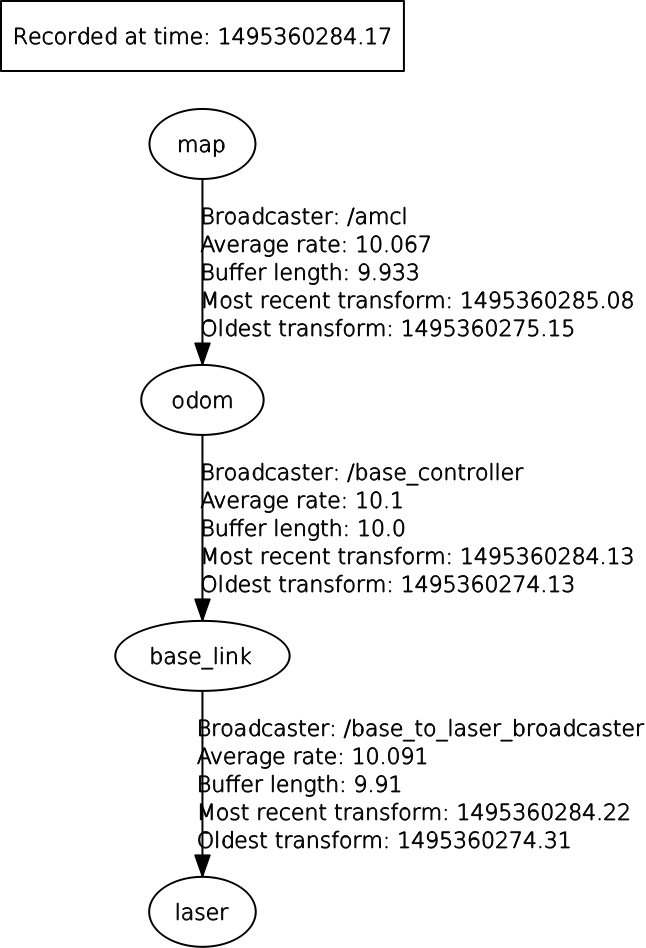 Recorded at time: 1495360284.17
map
Broadcaster: /amcl
Average rate: 10.067
Buffer length: 9.933
Most recent transform: 1495360285.08
Oldest transform: 1495360275.15
odom
Broadcaster: /base_controller
Average rate: 10.1
Buffer length: 10.0
Most recent transform: 1495360284.13
Oldest transform: 1495360274.13
base_link
Broadcaster: /base_to_laser_broadcaster
Average rate: 10.091
Buffer length: 9.91
Most recent transform: 1495360284.22
Oldest transform: 1495360274.31
laser